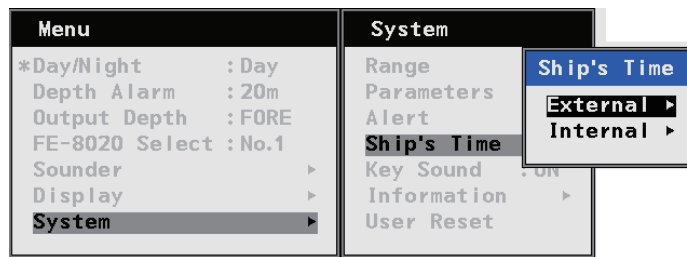 Menu
*Day/Night :Day
Depth Alarm :20m
Output Depth :FORE
FE-8020 Select :No.1
Sounder ▸
Display ▸
System ▸
System
Range
Parameters
Alert
Ship's Time
Key Sound :ON
Information ▸
User Reset
Ship's Time
External ▸
Internal ▸